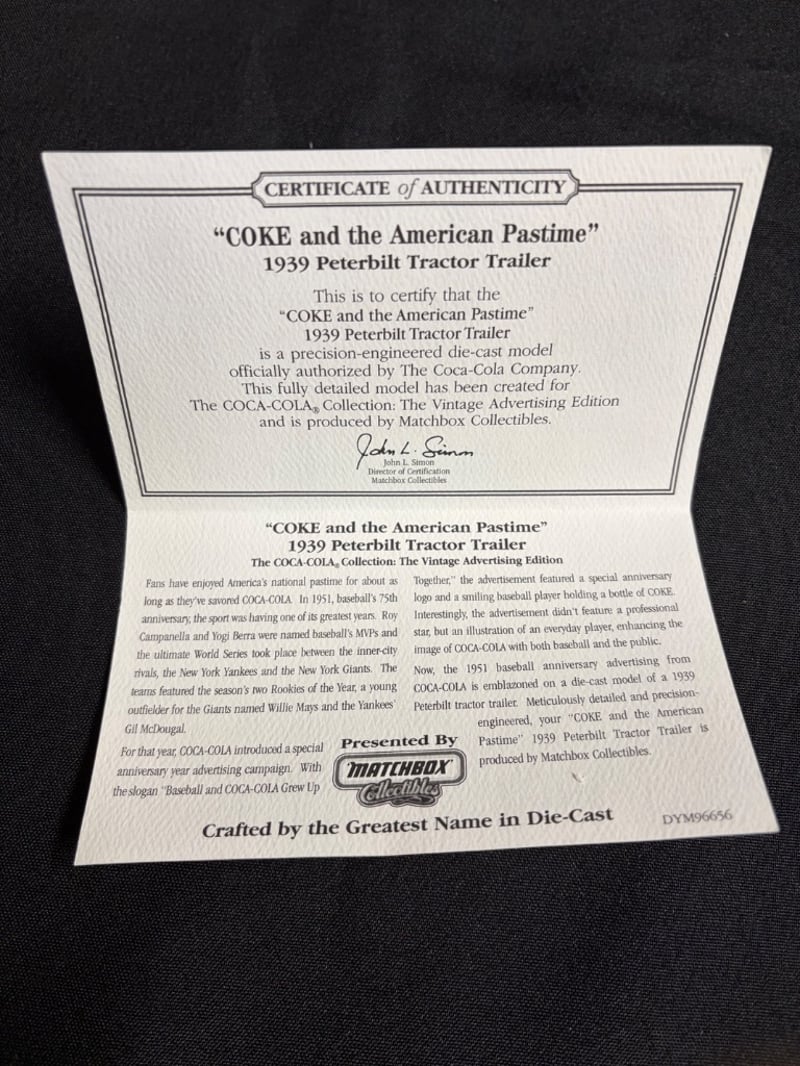 CERTIFICATE of AUTHENTICITY
"COKE and the American Pastime"
1939 Peterbilt Tractor Trailer
This is to certify that the
"COKE and the American Pastime"
1939 Peterbilt Tractor Trailer
is a precision-engineered die-cast model
officially authorized by The Coca-Cola Company.
This fully detailed model has been created for
The COCA-COLA® Collection: The Vintage Advertising Edition
and is produced by Matchbox Collectibles.
John L. Simon
John L. Simon
Director of Certification
Matchbox Collectibles
"COKE and the American Pastime"
1939 Peterbilt Tractor Trailer
The COCA-COLA® Collection: The Vintage Advertising Edition
Fans have enjoyed America's national pastime for about as
long as they've savored COCA-COLA. In 1951, baseball's 75th
anniversary, the sport was having one of its greatest years. Roy
Campanella and Yogi Berra were named baseball's MVPs and
the ultimate World Series took place between the inner-city
rivals, the New York Yankees and the New York Giants. The
teams featured the season's two Rookies of the Year, a young
outfielder for the Giants named Willie Mays and the Yankees'
Gil McDougal.
For that year, COCA-COLA introduced a special
anniversary year advertising campaign. With
the slogan "Baseball and COCA-COLA Grew Up
Together," the advertisement featured a special anniversary
logo and a smiling baseball player holding a bottle of COKE.
Interestingly, the advertisement didn't feature a professional
star, but an illustration of an everyday player, enhancing the
image of COCA-COLA with both baseball and the public.
Now, the 1951 baseball anniversary advertising from
COCA-COLA is emblazoned on a die-cast model of a 1939
Peterbilt tractor trailer. Meticulously detailed and precision-
engineered, your "COKE and the American
Pastime" 1939 Peterbilt Tractor Trailer is
produced by Matchbox Collectibles.
Presented By
MATCHBOX
Collectibles
Crafted by the Greatest Name in Die-Cast
DYM96656